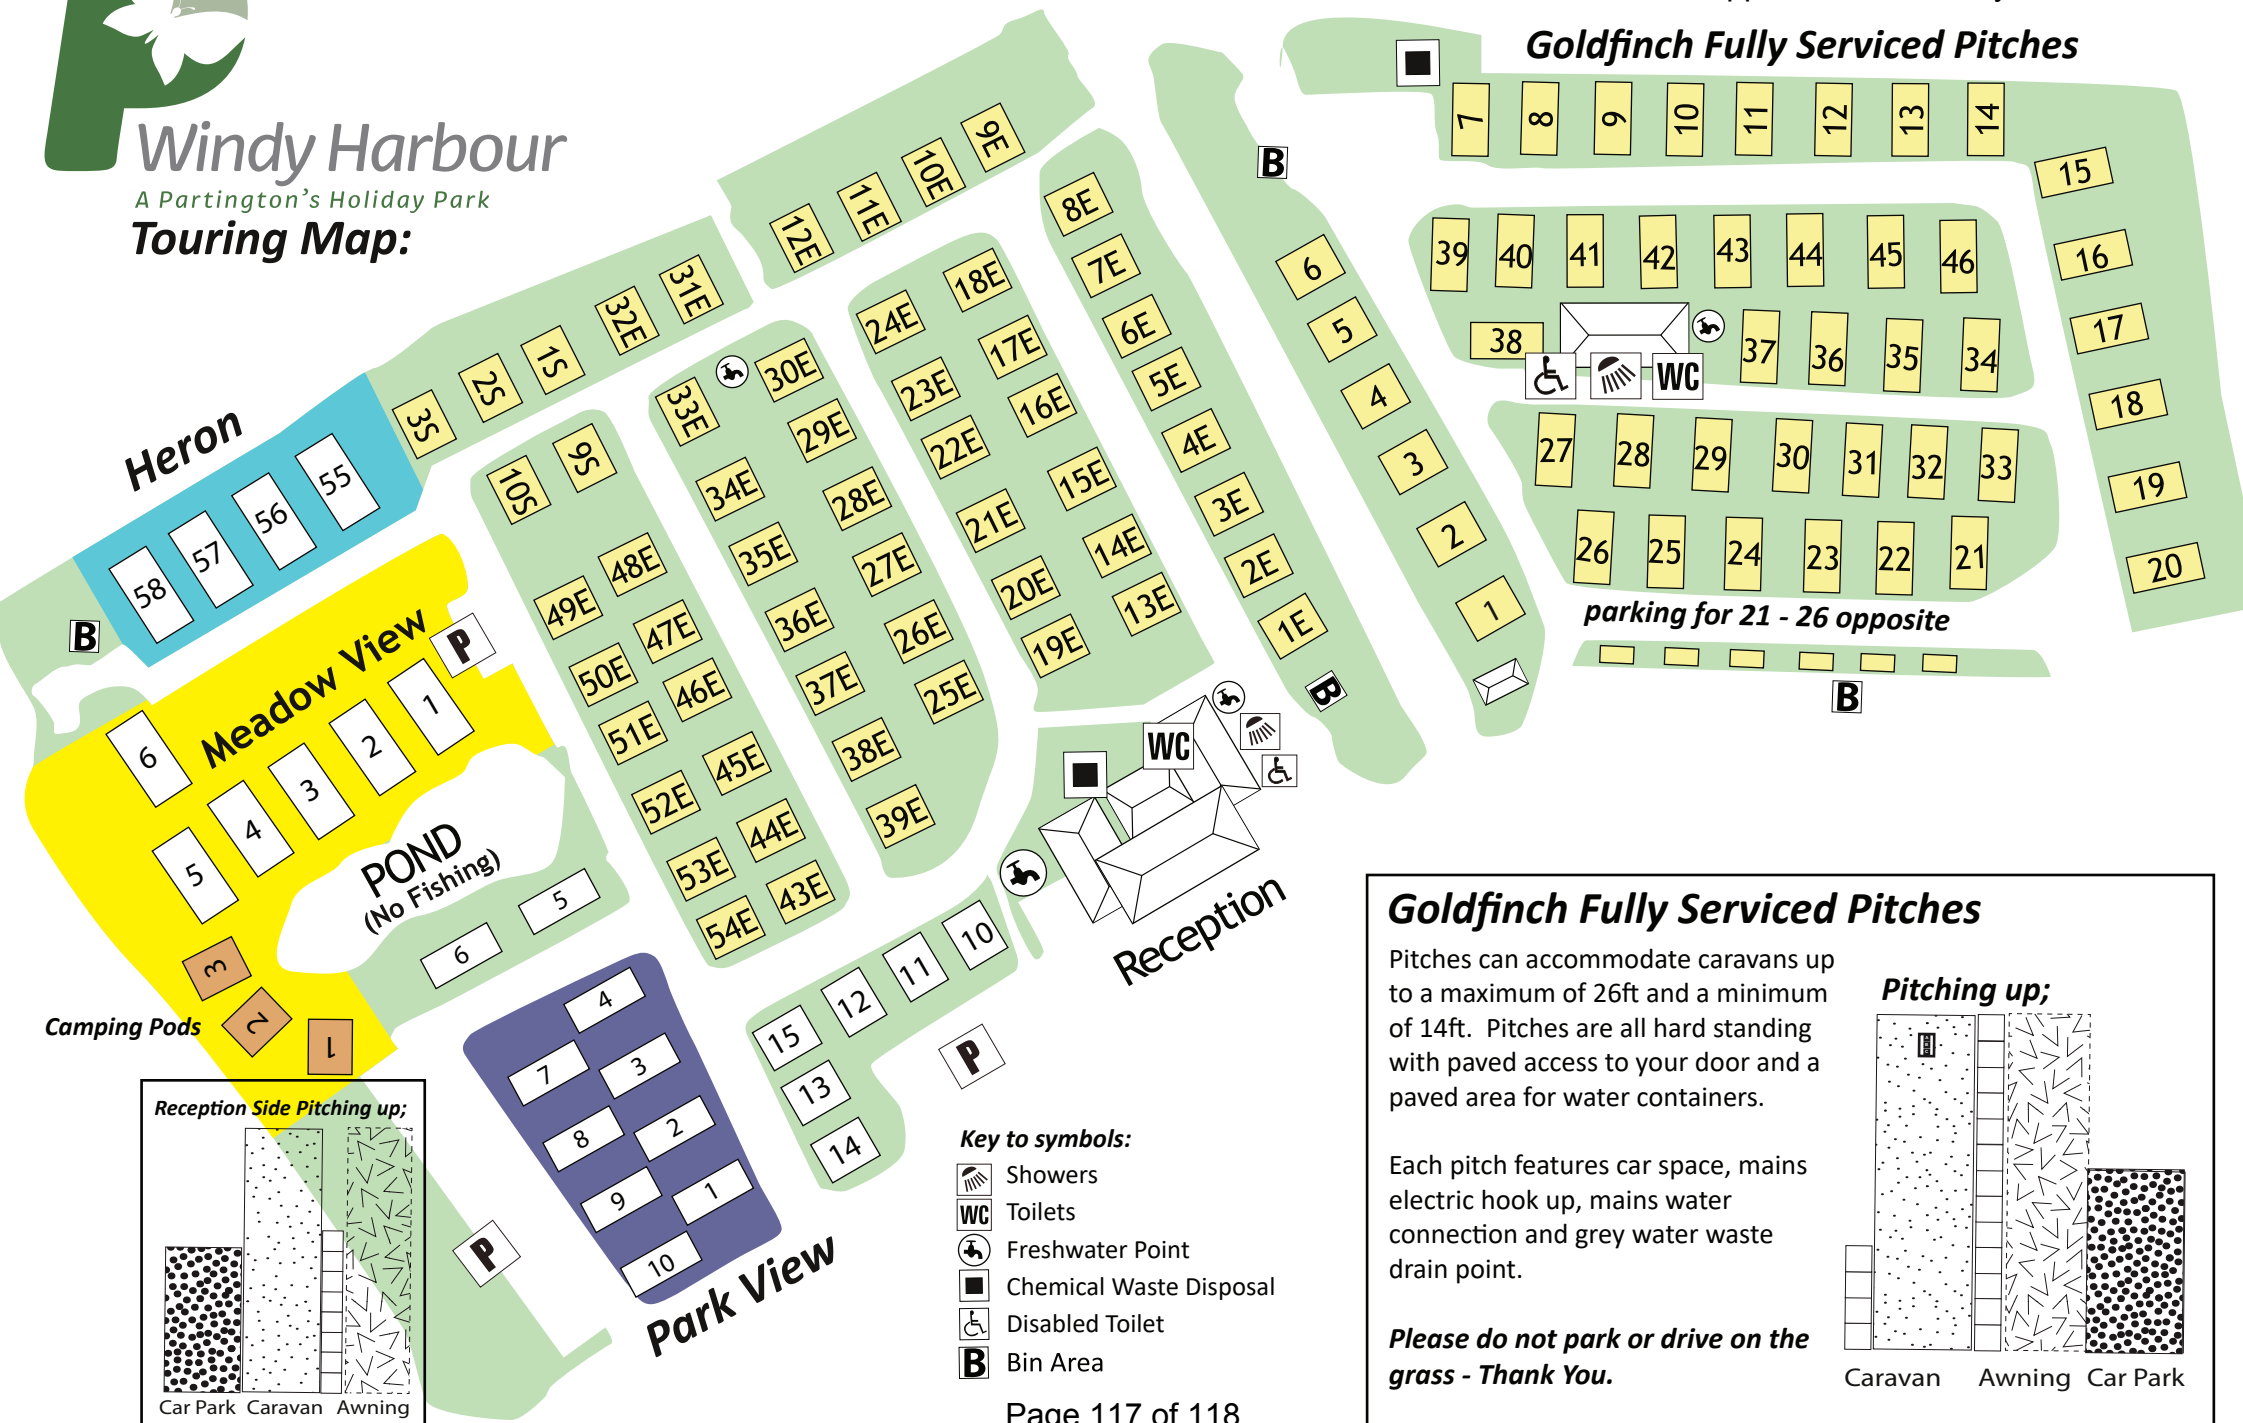 Windy Harbour
A Partington's Holiday Park
Touring Map:
Goldfinch Fully Serviced Pitches
7 8 9 10 11 12 13 14
15
16
17
18
19
20
39 40 41 42 43 44 45 46
38 37 36 35 34
WC
27 28 29 30 31 32 33
26 25 24 23 22 21
parking for 21 - 26 opposite
B
B
6
5
4
3
2
1
12E 11E 10E 9E
8E
7E
6E
5E
4E
3E
2E
1E
B
3S 2S 1S 32E 31E
24E 18E
23E 17E
22E 16E
21E 15E
20E 14E
19E 13E
33E 30E
34E 29E
35E 28E
36E 27E
37E 26E
38E 25E
39E
10S 9S
49E 48E
50E 47E
51E 46E
52E 45E
53E 44E
54E 43E
Heron
58 57 56 55
B
Meadow View
P
6
5 4 3 2 1
POND
(No Fishing)
6 5
Camping Pods
3
2
1
WC
Reception
15 12 11 10
13
14
P
P
4
7 3
8 2
9 1
10
Park View
Reception Side Pitching up;
Car Park Caravan Awning
Key to symbols:
Showers
WC Toilets
Freshwater Point
Chemical Waste Disposal
Disabled Toilet
B Bin Area
Page 117 of 118
Goldfinch Fully Serviced Pitches
Pitches can accommodate caravans up
to a maximum of 26ft and a minimum
of 14ft. Pitches are all hard standing
with paved access to your door and a
paved area for water containers.
Each pitch features car space, mains
electric hook up, mains water
connection and grey water waste
drain point.
Please do not park or drive on the
grass - Thank You.
Pitching up;
Caravan Awning Car Park